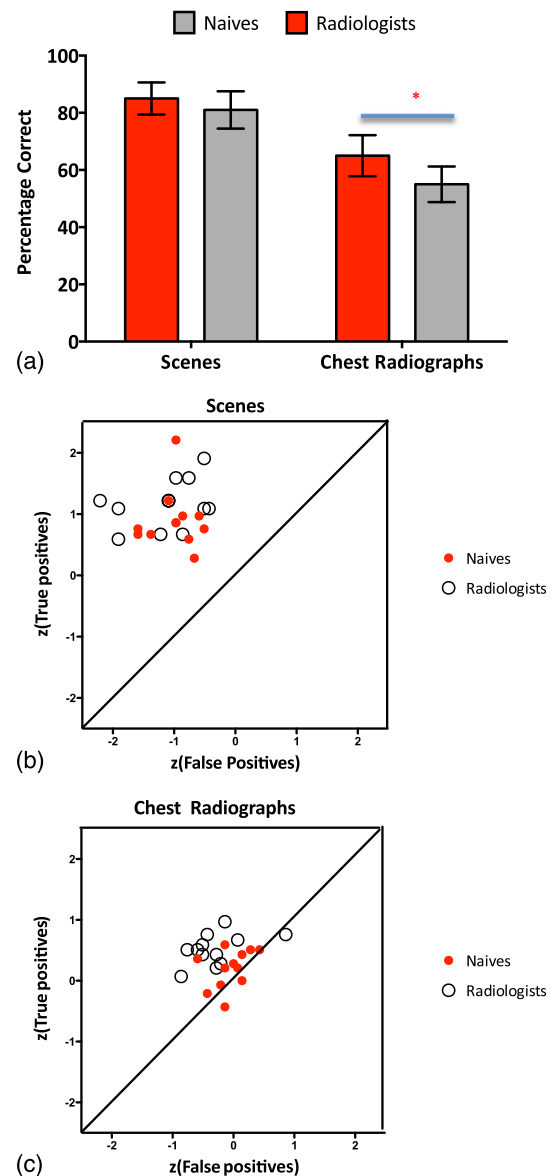 Naives Radiologists
100
*
80
60
40
20
0
Percentage Correct
Scenes Chest Radiographs
(a)
Scenes
2
1
0
-1
-2
z(True positives)
-2 -1 0 1 2
z(False Positives)
Naives
Radiologists
(b)
Chest Radiographs
2
1
0
-1
-2
z(True positives)
-2 -1 0 1 2
z(False positives)
Naives
Radiologists
(c)